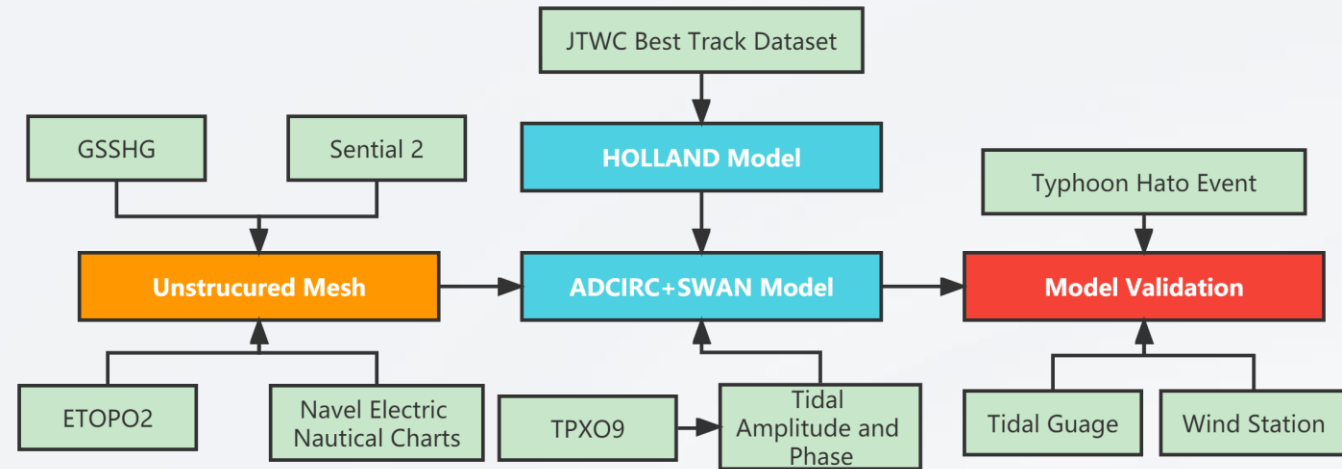 JTWC Best Track Dataset
GSSHG
Sential 2
HOLLAND Model
Typhoon Hato Event
Unstrucured Mesh
ADCIRC+SWAN Model
Model Validation
ETOPO2
Navel Electric
Nautical Charts
TPXO9
Tidal
Amplitude and
Phase
Tidal Guage
Wind Station